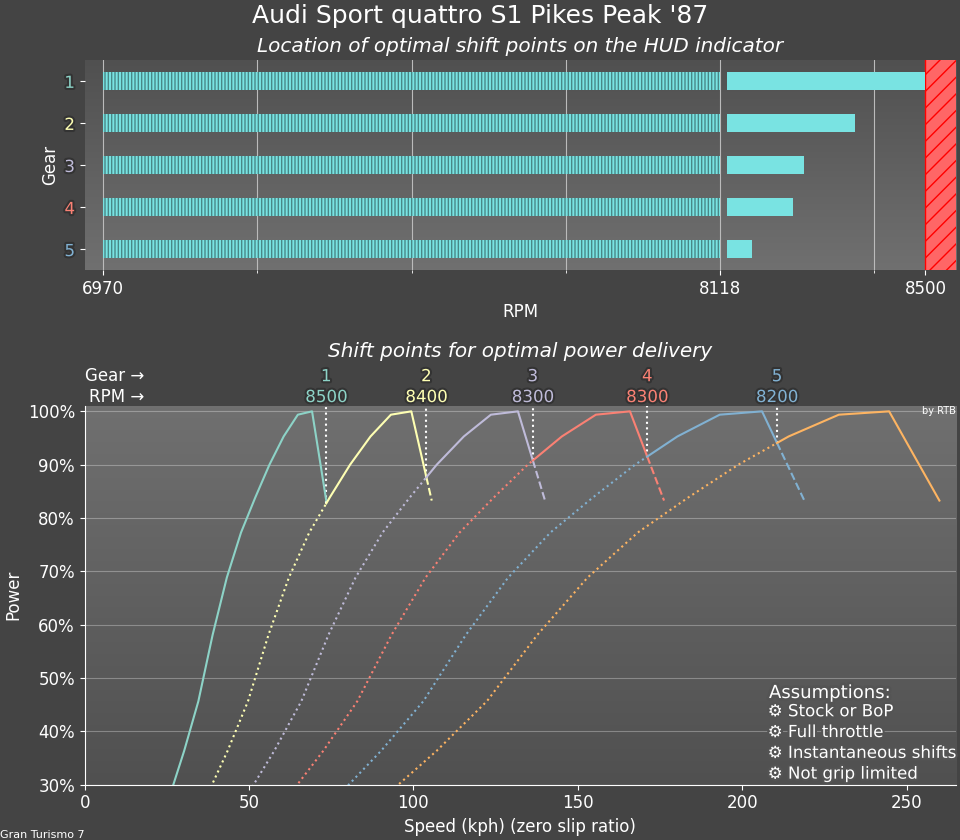 Audi Sport quattro S1 Pikes Peak '87
Location of optimal shift points on the HUD indicator
Gear
1
2
3
4
5
6970 8118 8500
RPM
Shift points for optimal power delivery
Gear → 1 2 3 4 5
RPM → 8500 8400 8300 8300 8200
by RTB
Power
100%
90%
80%
70%
60%
50%
40%
30%
Assumptions:
⚙ Stock or BoP
⚙ Full throttle
⚙ Instantaneous shifts
⚙ Not grip limited
0 50 100 150 200 250
Speed (kph) (zero slip ratio)
Gran Turismo 7